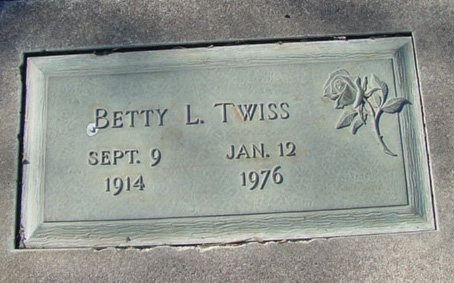 BETTY L. TWISS
SEPT. 9 JAN. 12
1914 1976